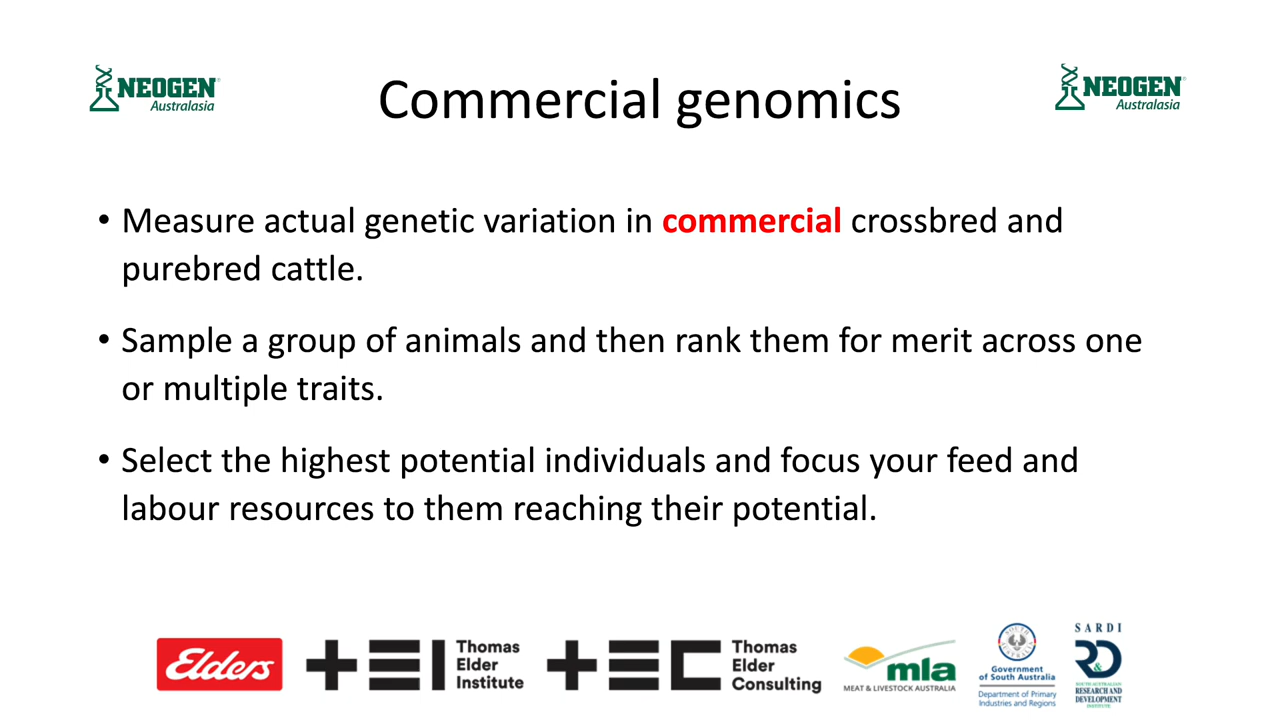 NEOGEN
Australasia
Commercial genomics
NEOGEN
Australasia
• Measure actual genetic variation in commercial crossbred and
purebred cattle.
• Sample a group of animals and then rank them for merit across one
or multiple traits.
• Select the highest potential individuals and focus your feed and
labour resources to them reaching their potential.
Elders
Thomas
Elder
Institute
Thomas
Elder
Consulting
mla
MEAT & LIVESTOCK AUSTRALIA
Government
of South Australia
Department of Primary
Industries and Regions
SARDI
R&D
SOUTH AUSTRALIAN
RESEARCH AND
DEVELOPMENT
INSTITUTE